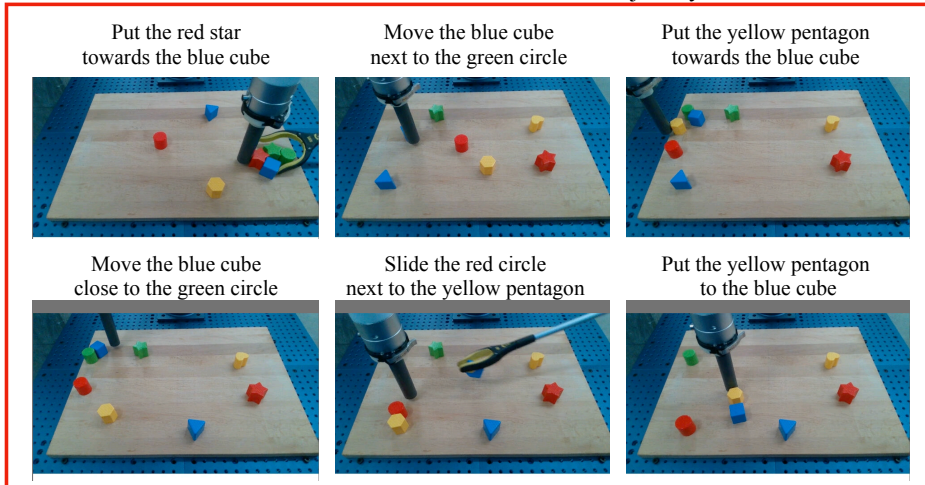 Put the red star
towards the blue cube
Move the blue cube
next to the green circle
Put the yellow pentagon
towards the blue cube
Move the blue cube
close to the green circle
Slide the red circle
next to the yellow pentagon
Put the yellow pentagon
to the blue cube